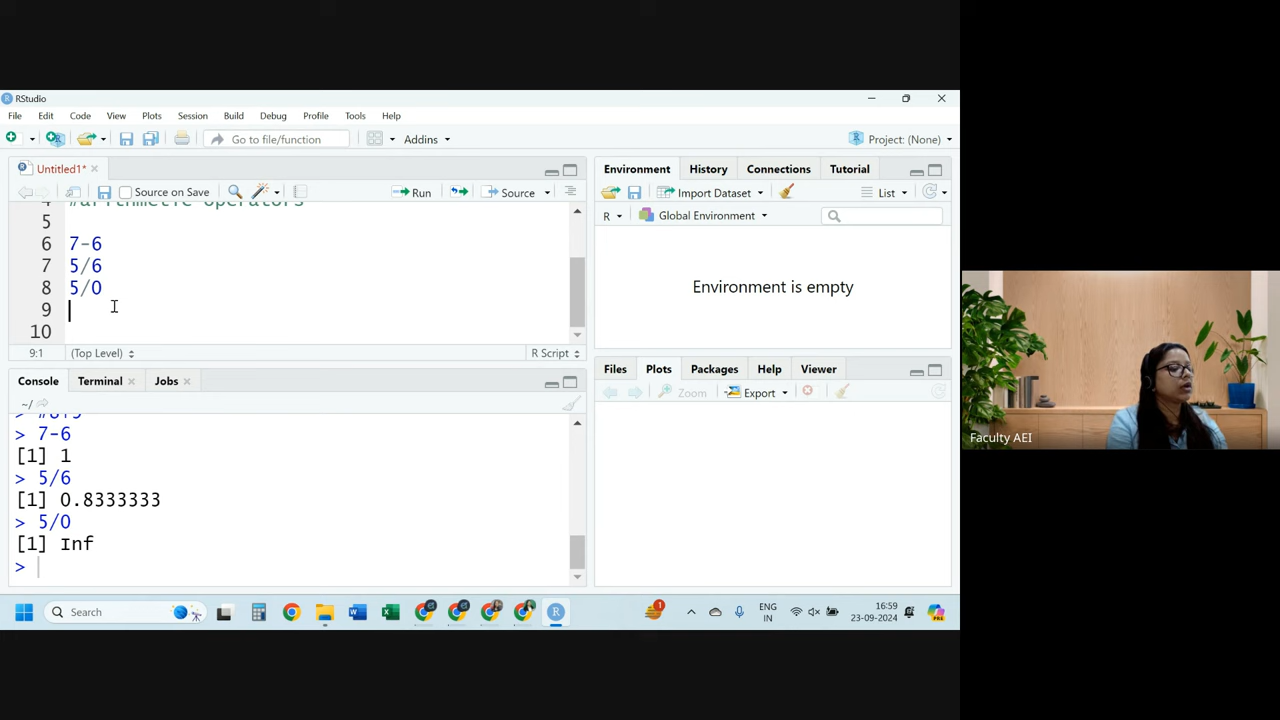 RStudio
File Edit Code View Plots Session Build Debug Profile Tools Help
Go to file/function Addins Project: (None)
Untitled1*
Source on Save Run Source
4 #arithmetic operators
5
6 7-6
7 5/6
8 5/0
9
10
9:1 (Top Level) R Script
Console Terminal Jobs
~/
> 7-6
[1] 1
> 5/6
[1] 0.8333333
> 5/0
[1] Inf
>
Environment History Connections Tutorial
Import Dataset List
R Global Environment
Environment is empty
Files Plots Packages Help Viewer
Zoom Export
Faculty AEI
Search
1
ENG
IN
16:59
23-09-2024